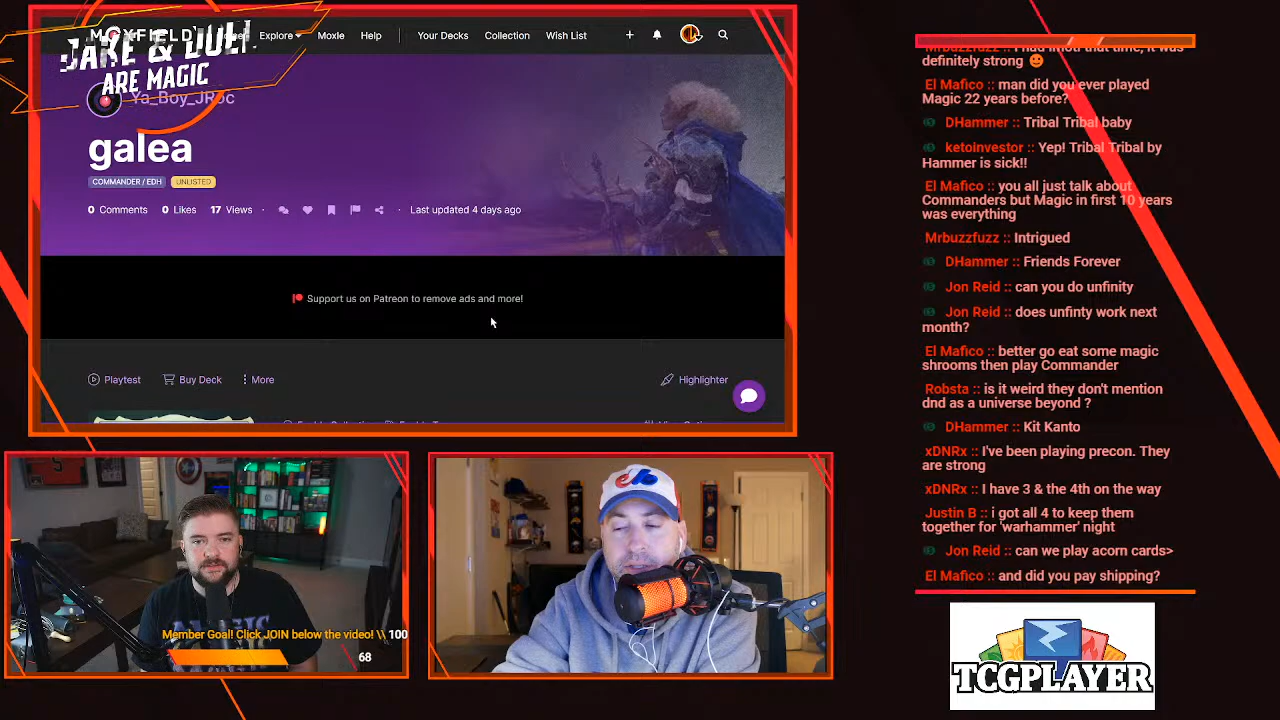 MOXFIELD
Explore
Moxie
Help
Your Decks
Collection
Wish List
JAKE & JOEL
ARE MAGIC
Ya_Boy_JRoc
galea
COMMANDER / EDH
UNLISTED
0 Comments
0 Likes
17 Views
Last updated 4 days ago
Support us on Patreon to remove ads and more!
Playtest
Buy Deck
More
Highlighter
Mrbuzzfuzz :: I had imoti that time, it was
definitely strong
El Mafico :: man did you ever played
Magic 22 years before?
DHammer :: Tribal Tribal baby
ketoinvestor :: Yep! Tribal Tribal by
Hammer is sick!!
El Mafico :: you all just talk about
Commanders but Magic in first 10 years
was everything
Mrbuzzfuzz :: Intrigued
DHammer :: Friends Forever
Jon Reid :: can you do unfinity
Jon Reid :: does unfinty work next
month?
El Mafico :: better go eat some magic
shrooms then play Commander
Robsta :: is it weird they don't mention
dnd as a universe beyond ?
DHammer :: Kit Kanto
xDNRx :: I've been playing precon. They
are strong
xDNRx :: I have 3 & the 4th on the way
Justin B :: i got all 4 to keep them
together for 'warhammer' night
Jon Reid :: can we play acorn cards>
El Mafico :: and did you pay shipping?
Member Goal! Click JOIN below the video! \\ 100
68
TCGPLAYER